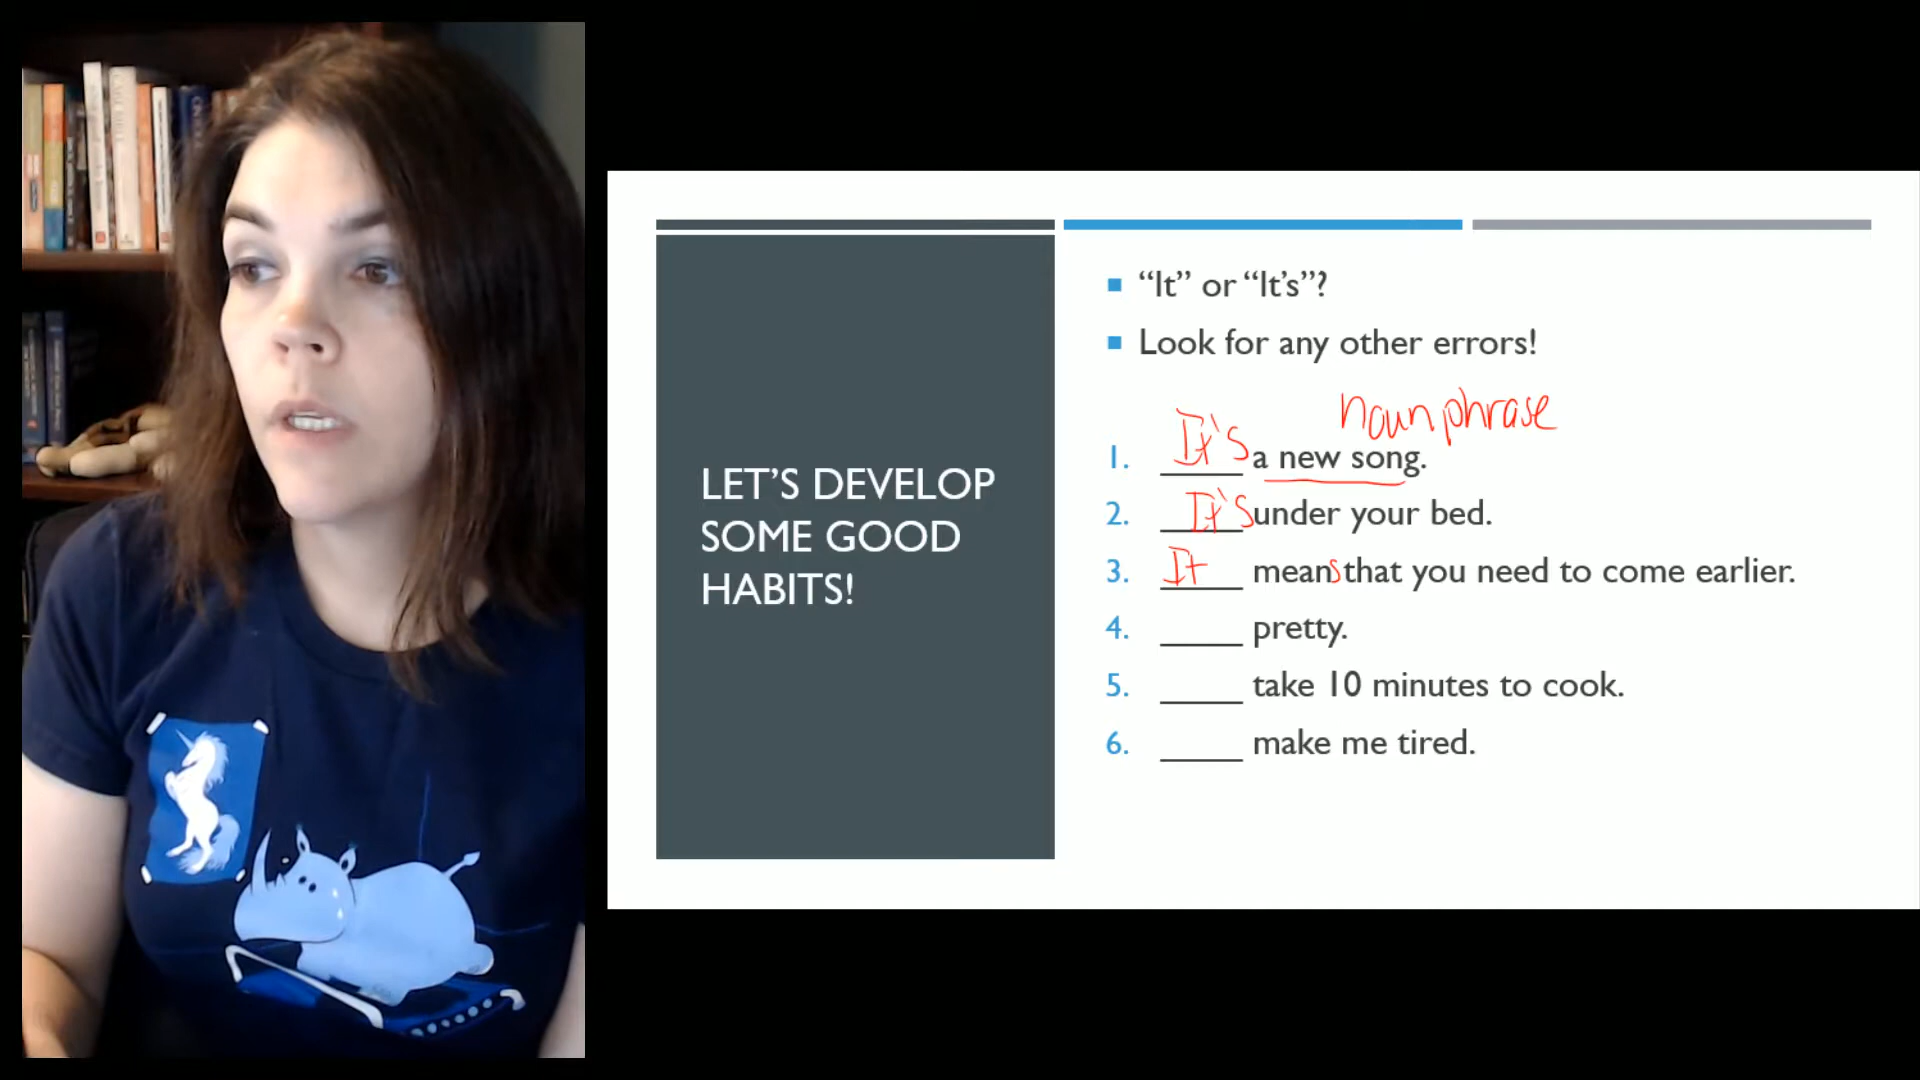 LET'S DEVELOP
SOME GOOD
HABITS!
"It" or "It's"?
Look for any other errors!
noun phrase
1. It's a new song.
2. It's under your bed.
3. It means that you need to come earlier.
4. _____ pretty.
5. _____ take 10 minutes to cook.
6. _____ make me tired.